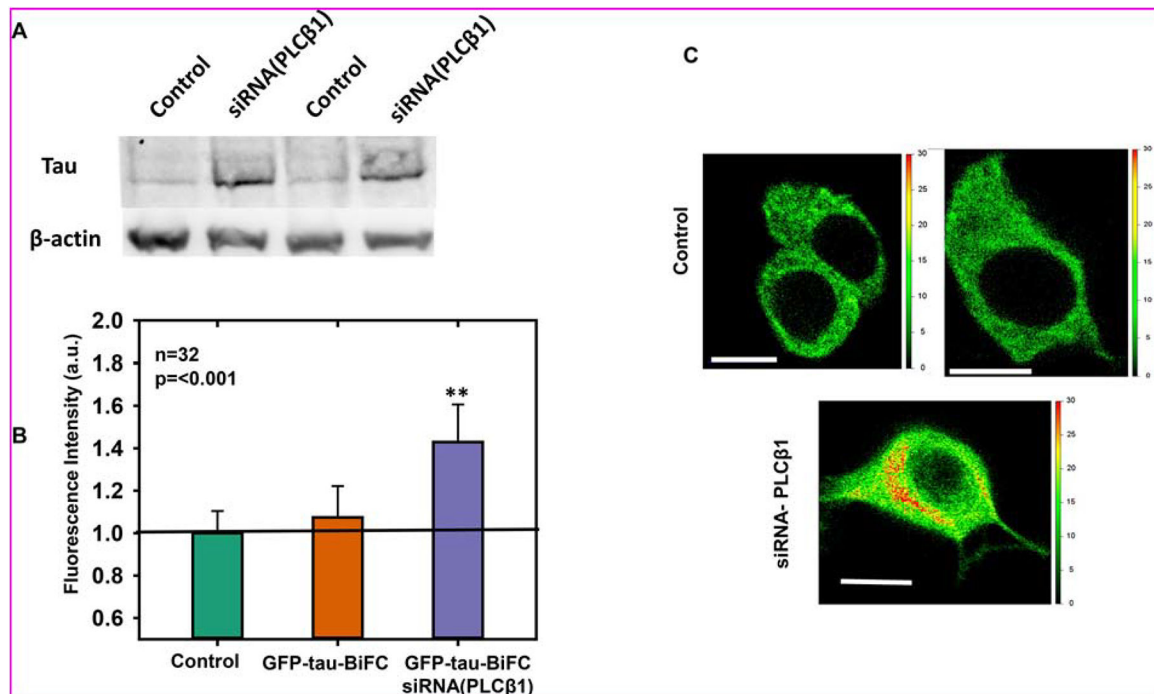 A
Control
siRNA(PLCβ1)
Control
siRNA(PLCβ1)
Tau
β-actin
B
Fluorescence Intensity (a.u.)
2.0
1.8
1.6
1.4
1.2
1.0
0.8
0.6
n=32
p=<0.001
**
Control
GFP-tau-BiFC
GFP-tau-BiFC
siRNA(PLCβ1)
C
Control
30
25
20
15
10
5
0
30
25
20
15
10
5
0
siRNA- PLCβ1
30
25
20
15
10
5
0